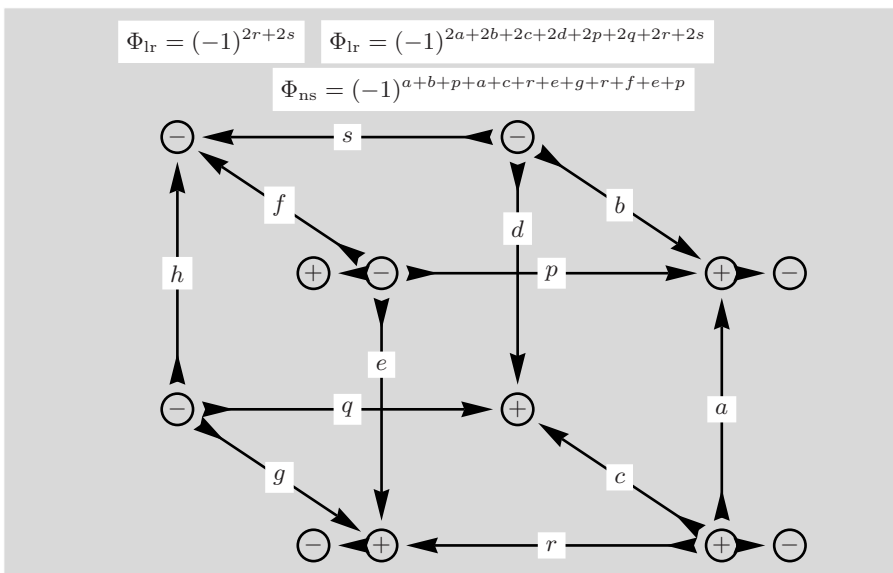 Φ_lr = (−1)^{2r+2s} Φ_lr = (−1)^{2a+2b+2c+2d+2p+2q+2r+2s}
Φ_ns = (−1)^{a+b+p+a+c+r+e+g+r+f+e+p}
− s −
f b
d
h + − p + −
e
− q + a
g c
− + r + −